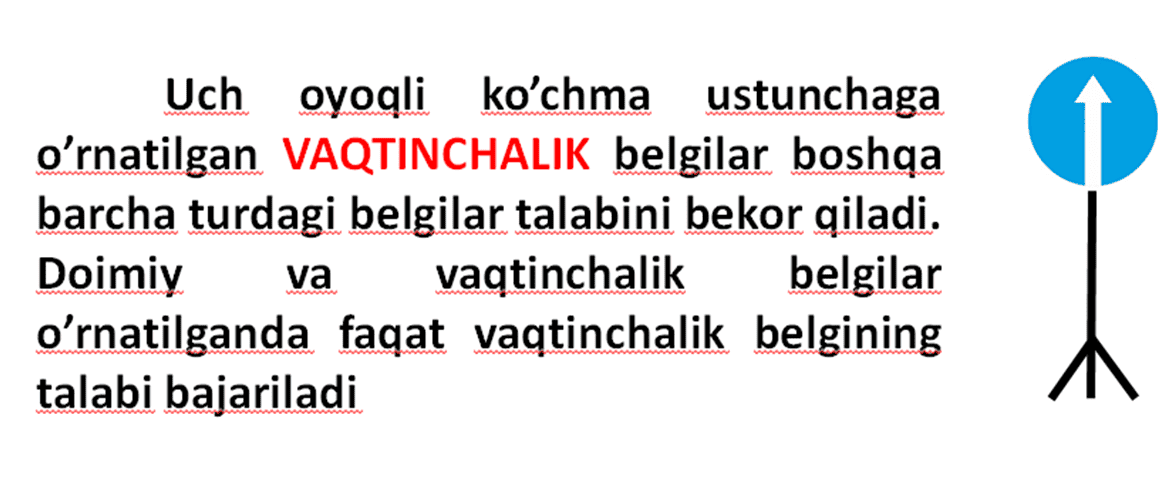 Uch oyoqli ko’chma ustunchaga
o’rnatilgan VAQTINCHALIK belgilar boshqa
barcha turdagi belgilar talabini bekor qiladi.
Doimiy va vaqtinchalik belgilar
o’rnatilganda faqat vaqtinchalik belgining
talabi bajariladi